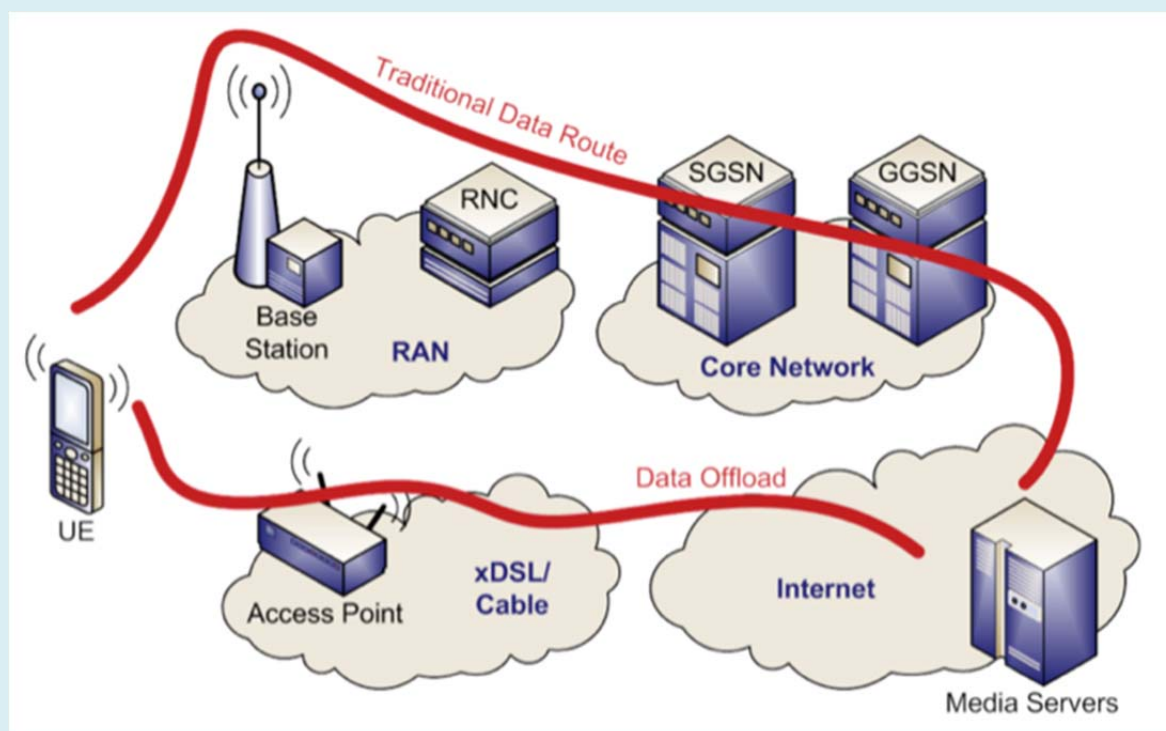 Traditional Data Route
SGSN
GGSN
RNC
Base
Station
RAN
Core Network
Data Offload
UE
xDSL/
Cable
Access Point
Internet
Media Servers